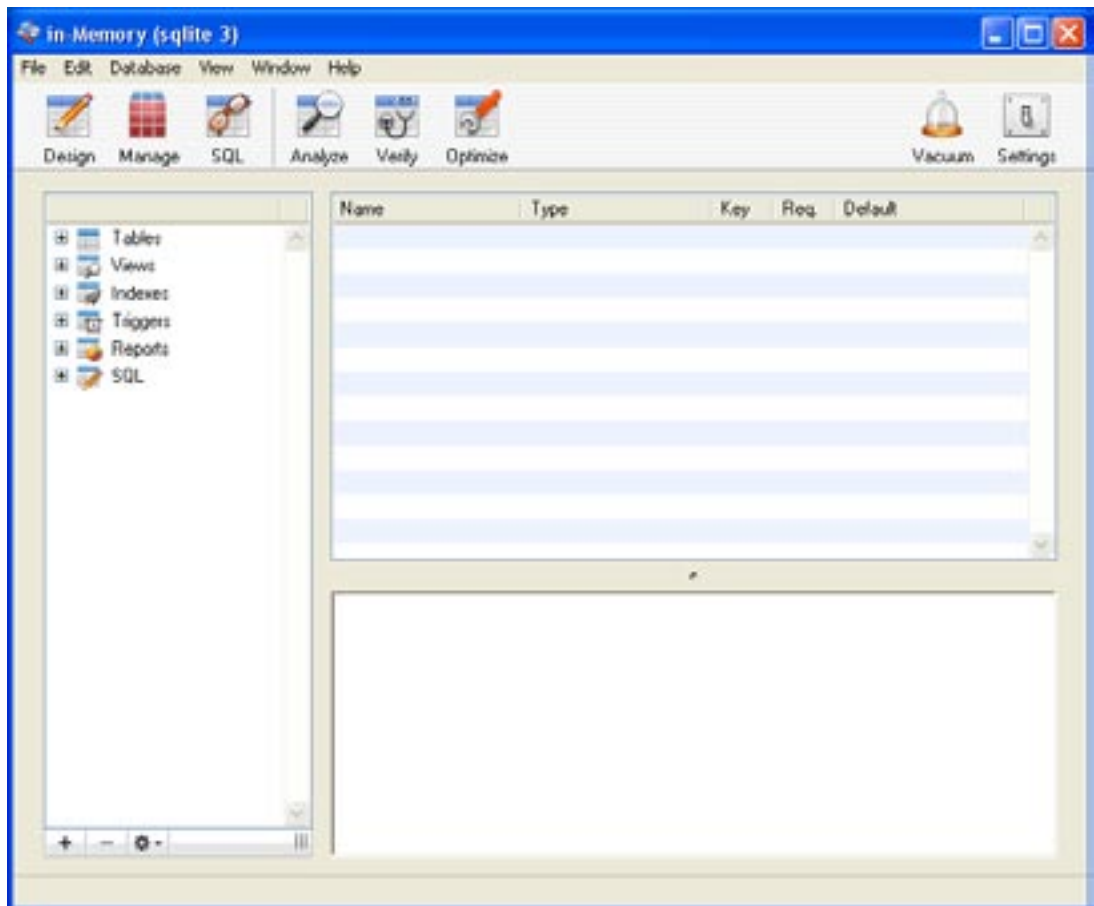 in-Memory (sqlite 3)
File Edit Database View Window Help
Design Manage SQL Analyze Verify Optimize Vacuum Settings
Name Type Key Req. Default
Tables
Views
Indexes
Triggers
Reports
SQL